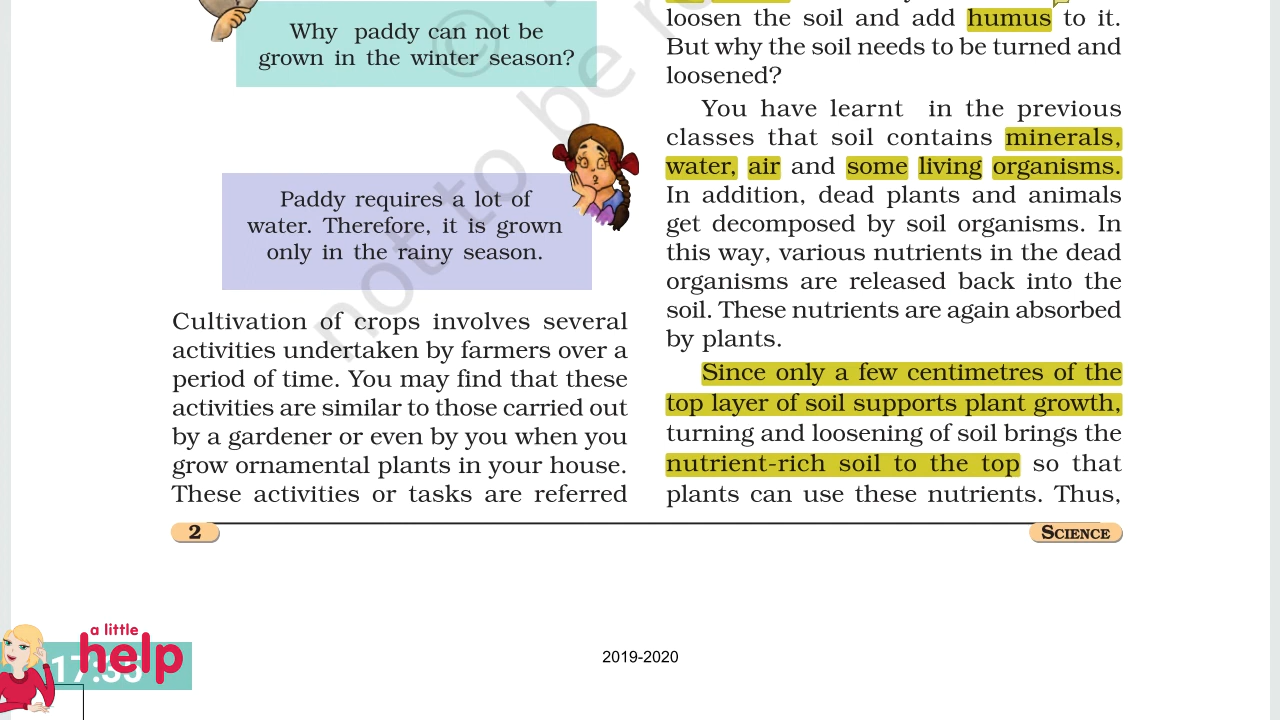 Why paddy can not be
grown in the winter season?
Paddy requires a lot of
water. Therefore, it is grown
only in the rainy season.
Cultivation of crops involves several
activities undertaken by farmers over a
period of time. You may find that these
activities are similar to those carried out
by a gardener or even by you when you
grow ornamental plants in your house.
These activities or tasks are referred
loosen the soil and add humus to it.
But why the soil needs to be turned and
loosened?
You have learnt in the previous
classes that soil contains minerals,
water, air and some living organisms.
In addition, dead plants and animals
get decomposed by soil organisms. In
this way, various nutrients in the dead
organisms are released back into the
soil. These nutrients are again absorbed
by plants.
Since only a few centimetres of the
top layer of soil supports plant growth,
turning and loosening of soil brings the
nutrient-rich soil to the top so that
plants can use these nutrients. Thus,
2
SCIENCE
© not to be
a little
help
2019-2020